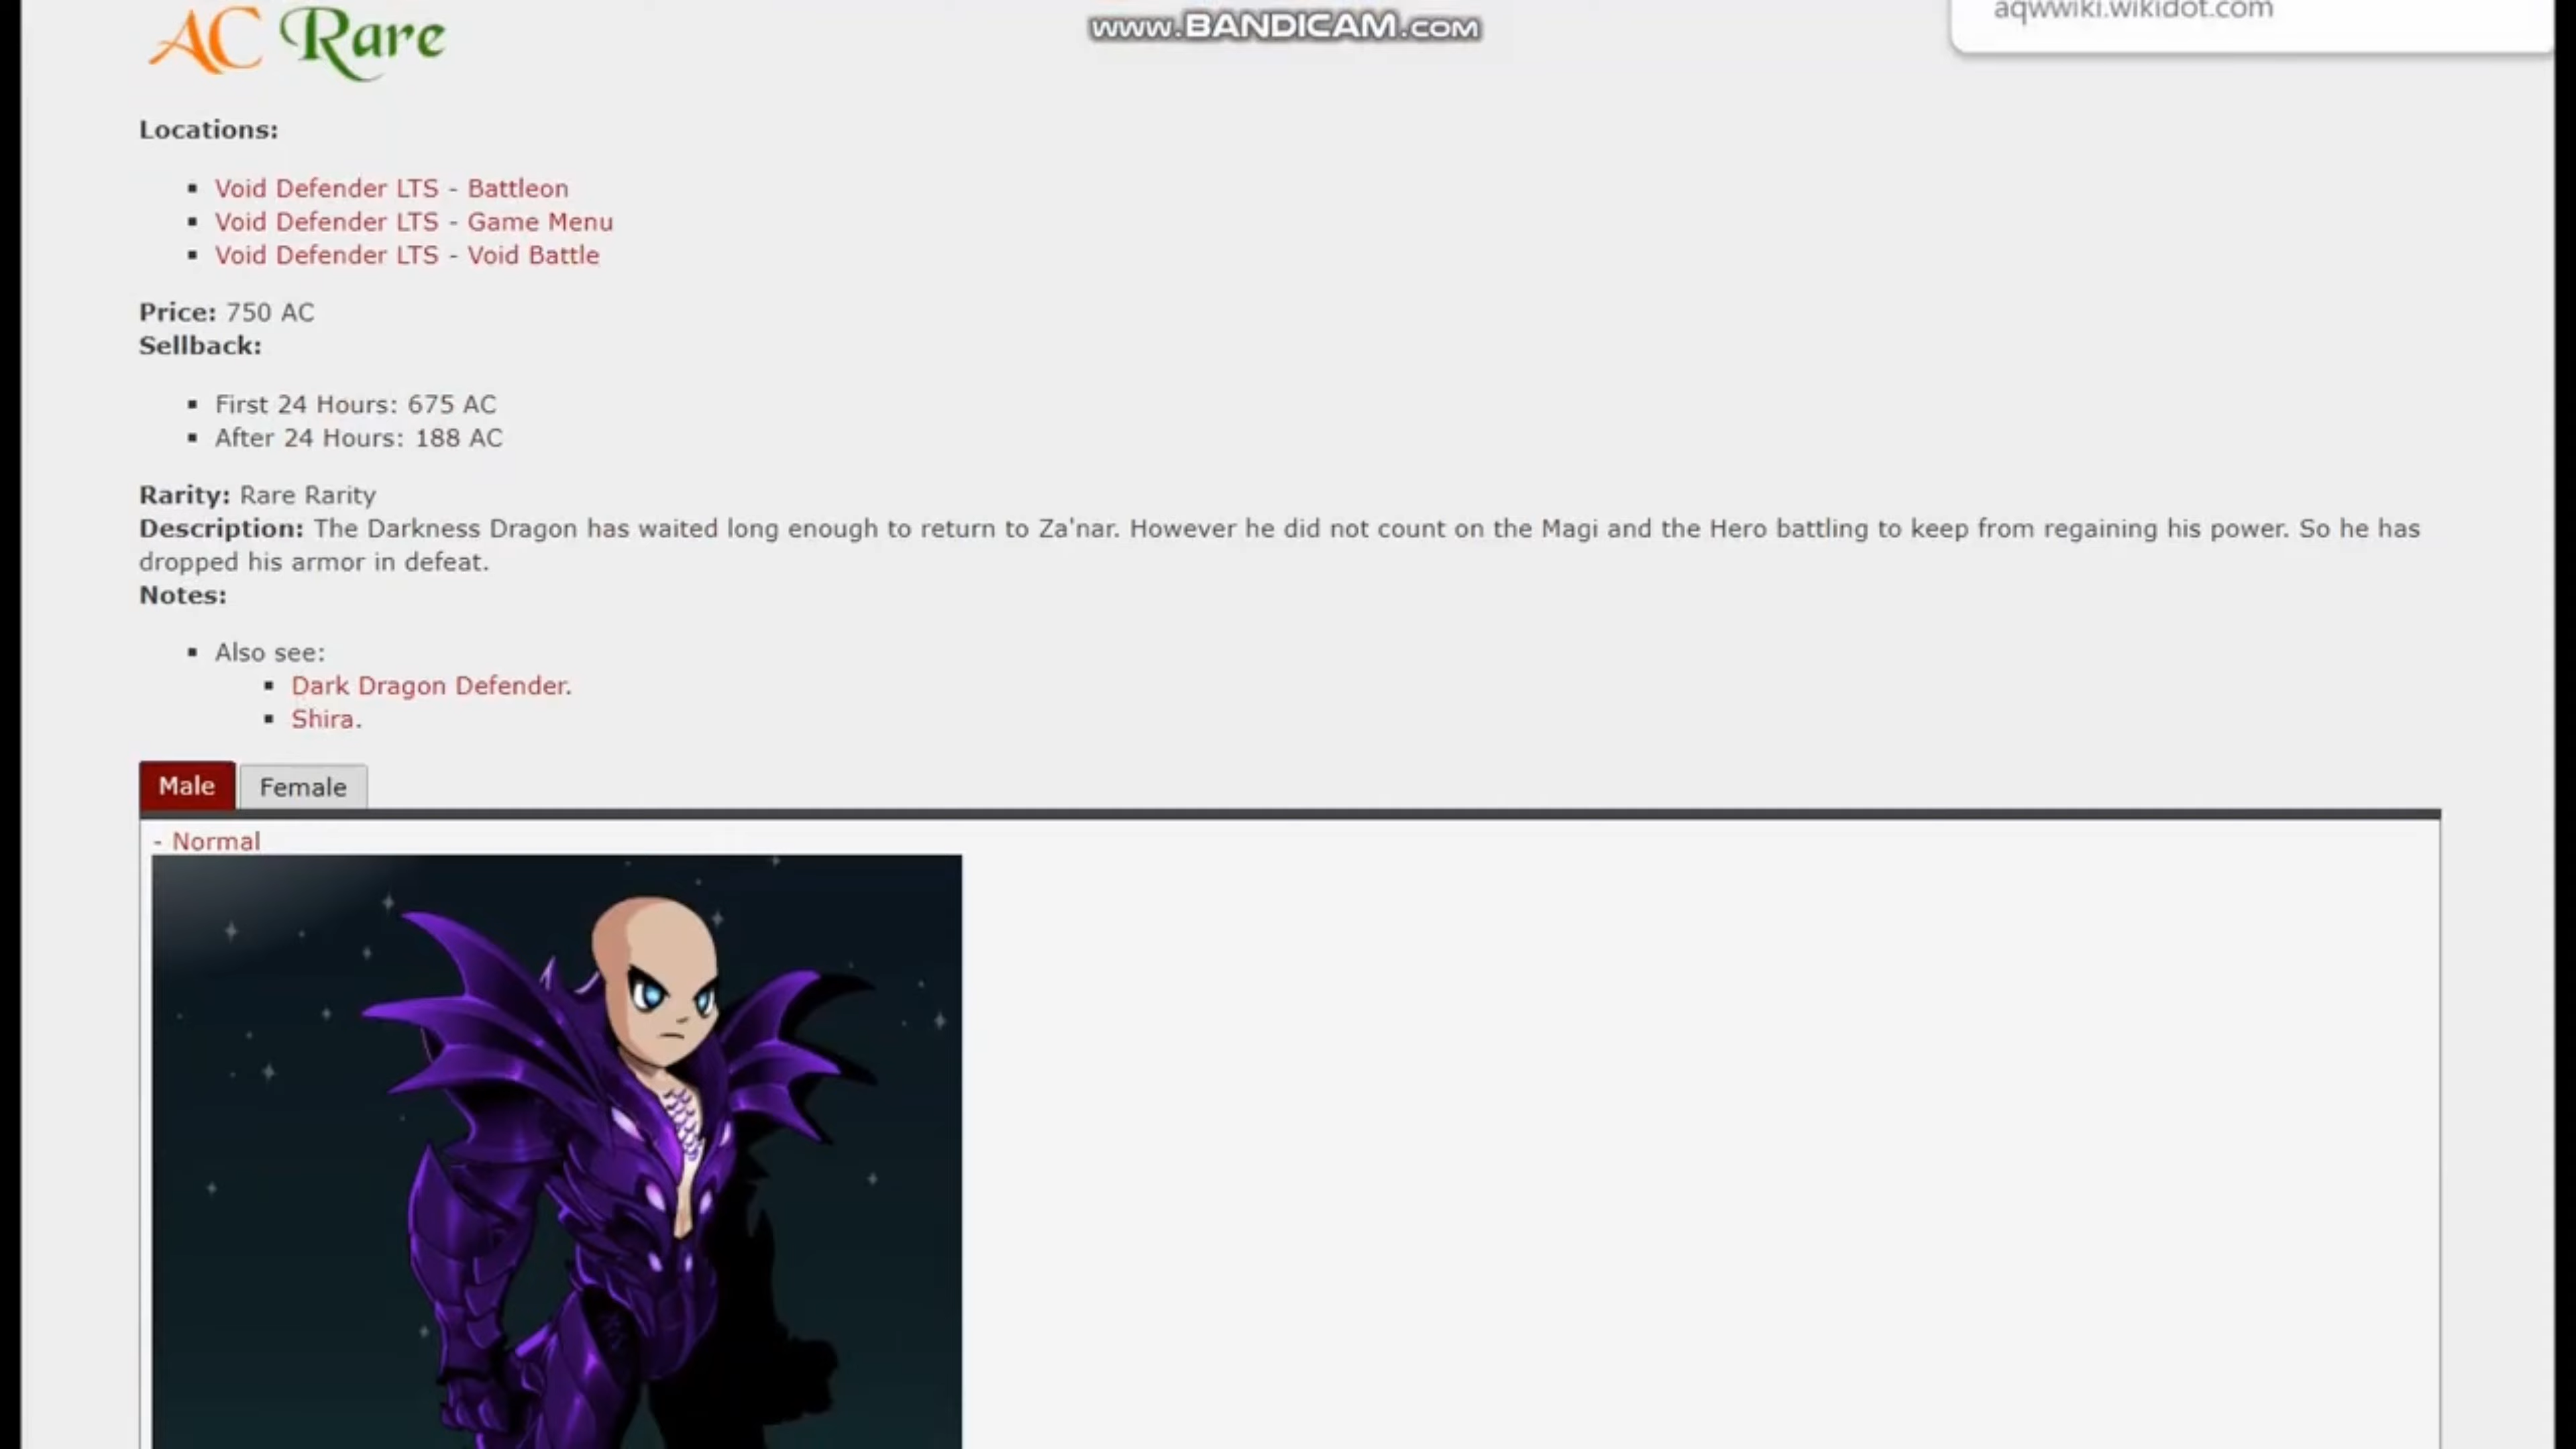 AC Rare
www.BANDICAM.com
aqwwiki.wikidot.com
Locations:
Void Defender LTS - Battleon
Void Defender LTS - Game Menu
Void Defender LTS - Void Battle
Price: 750 AC
Sellback:
First 24 Hours: 675 AC
After 24 Hours: 188 AC
Rarity: Rare Rarity
Description: The Darkness Dragon has waited long enough to return to Za'nar. However he did not count on the Magi and the Hero battling to keep from regaining his power. So he has
dropped his armor in defeat.
Notes:
Also see:
Dark Dragon Defender.
Shira.
Male Female
- Normal